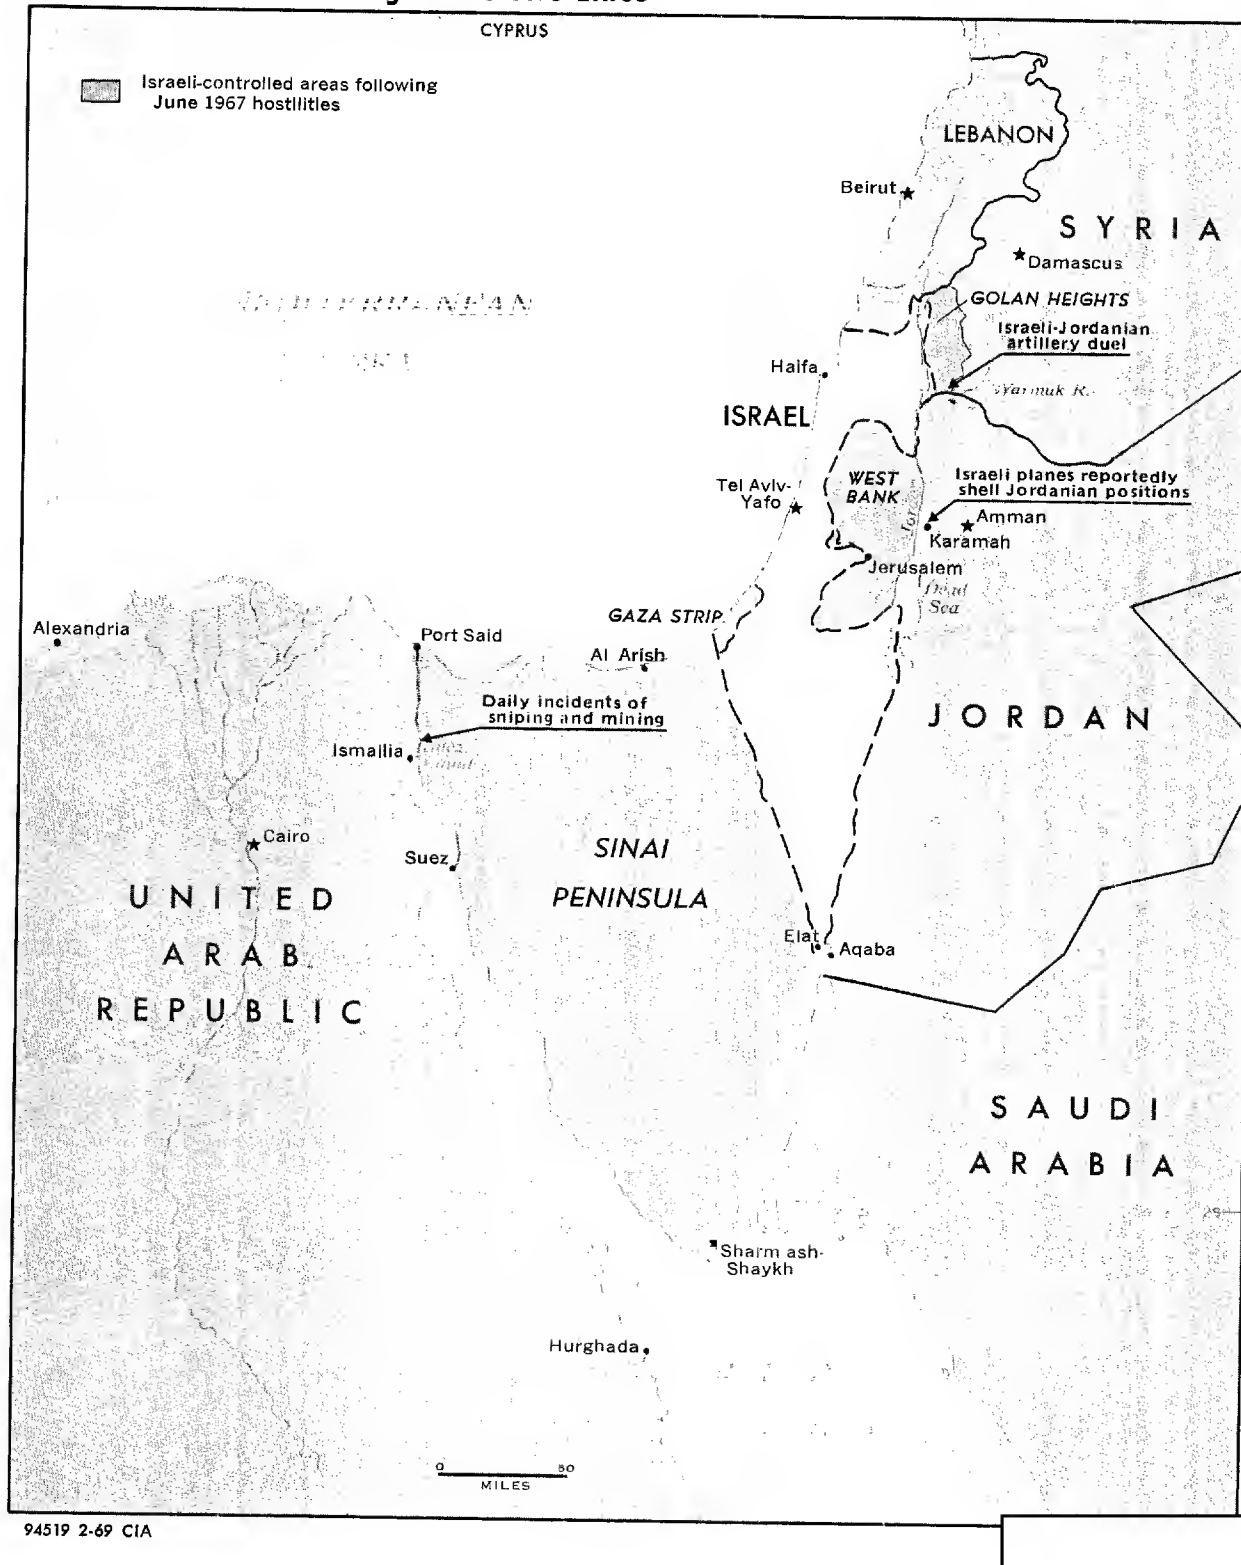 CYPRUS
Israeli-controlled areas following
June 1967 hostilities
LEBANON
Beirut
SYRIA
Damascus
GOLAN HEIGHTS
Israeli-Jordanian
artillery duel
Haifa
Yarmuk R.
ISRAEL
WEST
BANK
Israeli planes reportedly
shell Jordanian positions
Tel Aviv-
Yafo
Amman
Karamah
Jerusalem
Dead
Sea
GAZA STRIP
Alexandria
Port Said
Al Arish
Daily incidents of
sniping and mining
JORDAN
Ismailia
Cairo
Suez
SINAI
PENINSULA
UNITED
ARAB
REPUBLIC
Elat
Aqaba
SAUDI
ARABIA
Sharm ash-
Shaykh
Hurghada
0 50
MILES
94519 2-69 CIA